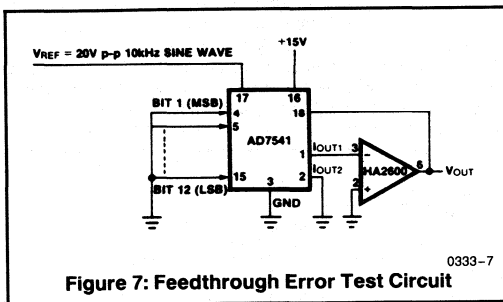 +15V
VREF = 20V p-p 10kHz SINE WAVE
17
16
BIT 1 (MSB)
4
18
5
AD7541
1
IOUT1
3
−
6
VOUT
HA2600
2
IOUT2
2
+
15
BIT 12 (LSB)
3
GND
0333-7
Figure 7: Feedthrough Error Test Circuit